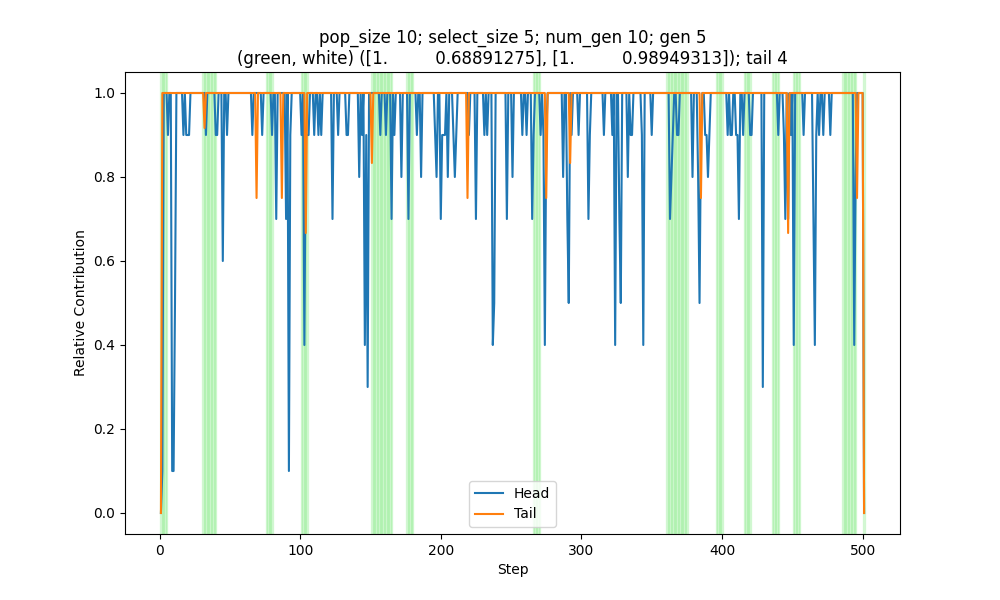 pop_size 10; select_size 5; num_gen 10; gen 5
(green, white) ([1. 0.68891275], [1. 0.98949313]); tail 4
Relative Contribution
1.0
0.8
0.6
0.4
0.2
0.0
Head
Tail
0 100 200 300 400 500
Step